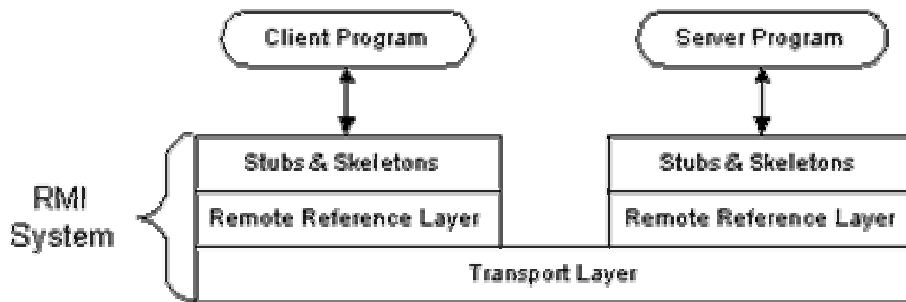 Client Program
Server Program
Stubs & Skeletons
Stubs & Skeletons
RMI
System
Remote Reference Layer
Remote Reference Layer
Transport Layer